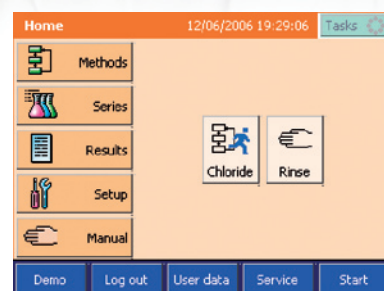 Home 12/06/2006 19:29:06 Tasks
Methods
Series
Results
Setup
Manual
Chloride Rinse
Demo Log out User data Service Start